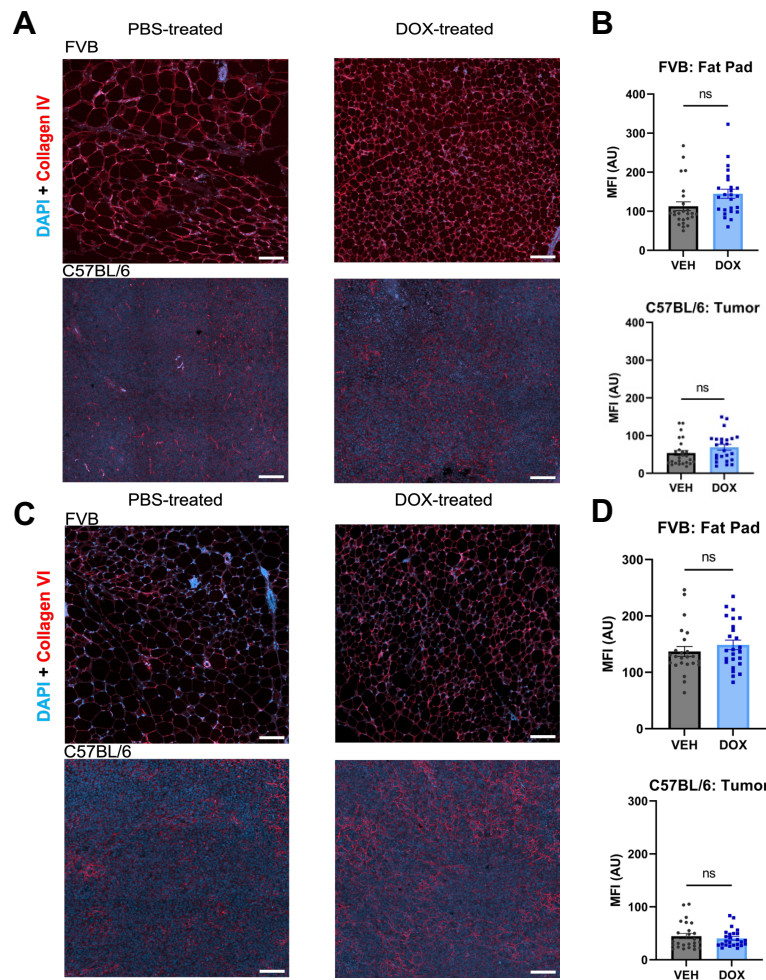 A
PBS-treated
DOX-treated
FVB
DAPI + Collagen IV
C57BL/6
B
FVB: Fat Pad
MFI (AU)
400
300
200
100
0
ns
VEH
DOX
C57BL/6: Tumor
MFI (AU)
400
300
200
100
0
ns
VEH
DOX
C
PBS-treated
DOX-treated
FVB
DAPI + Collagen VI
C57BL/6
D
FVB: Fat Pad
MFI (AU)
300
200
100
0
ns
VEH
DOX
C57BL/6: Tumor
MFI (AU)
300
200
100
0
ns
VEH
DOX